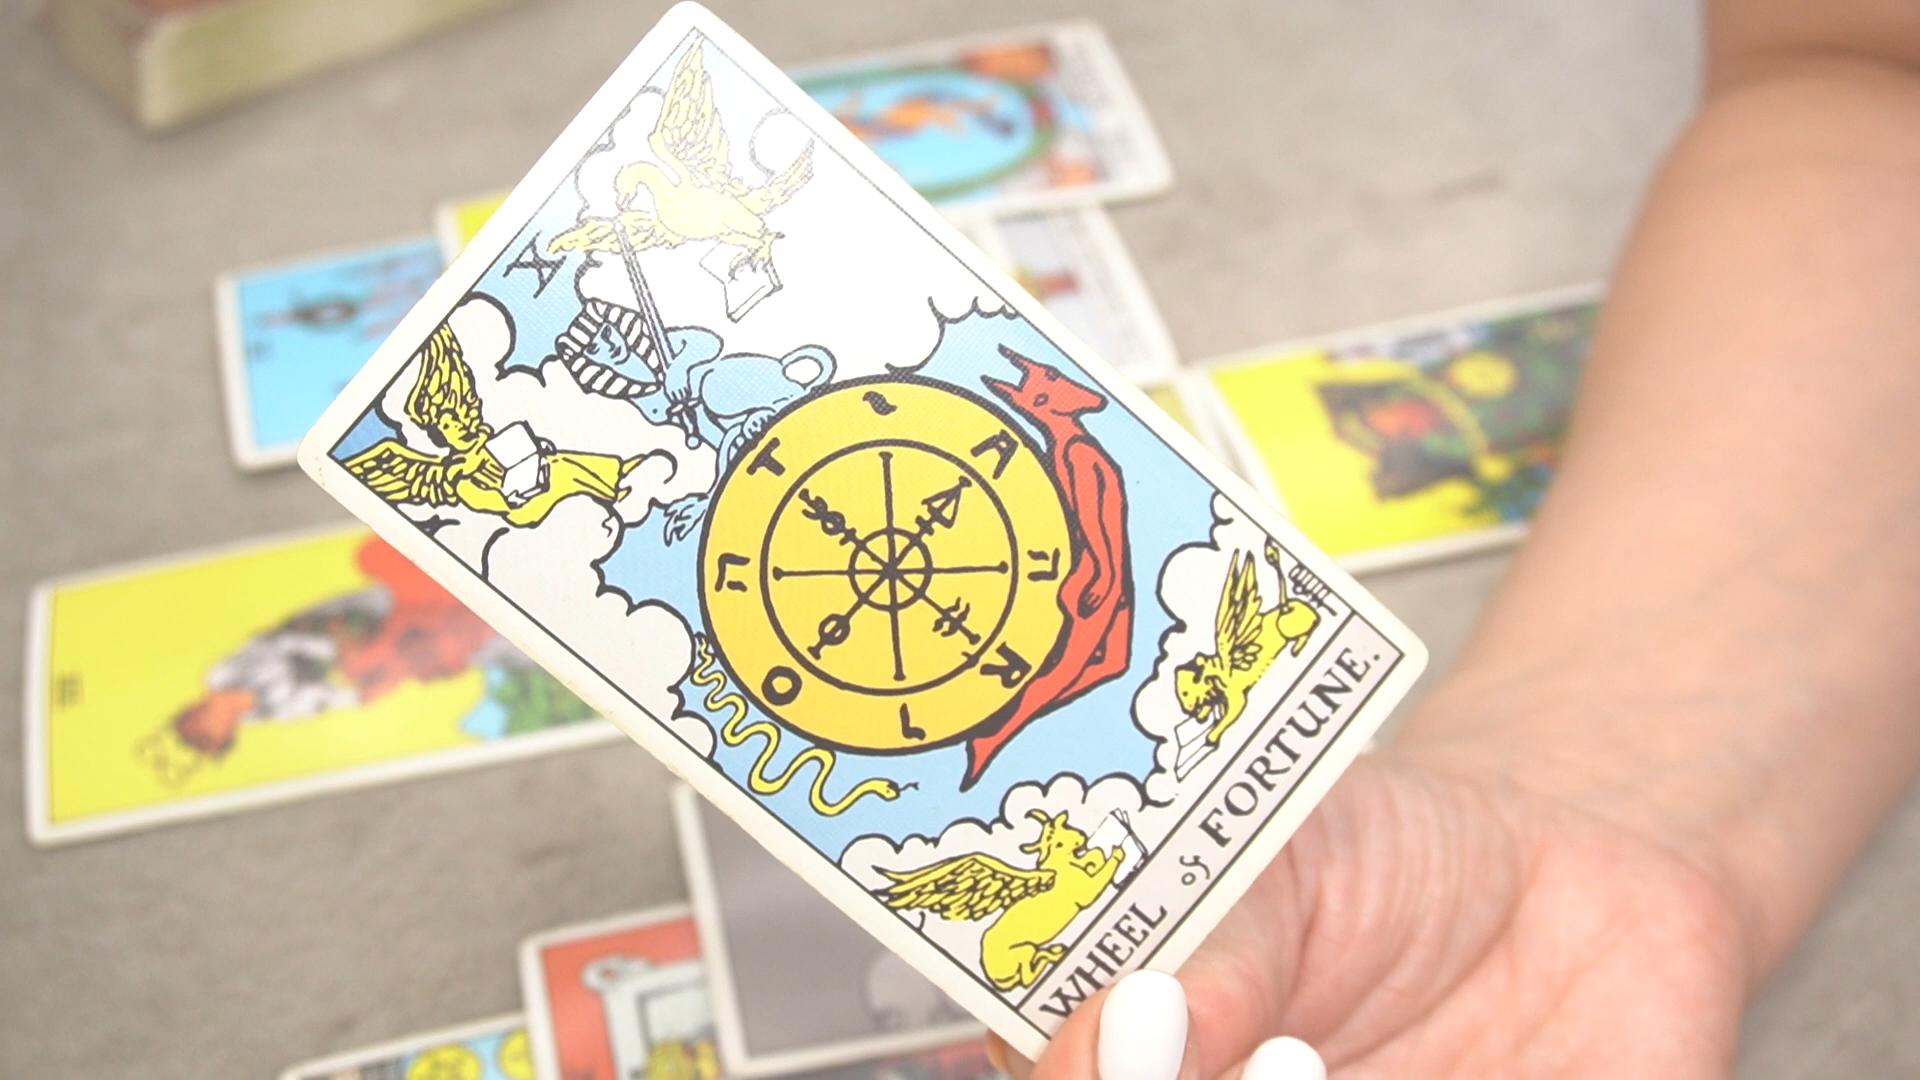 X
T י A ה R ו O ה
WHEEL of FORTUNE.